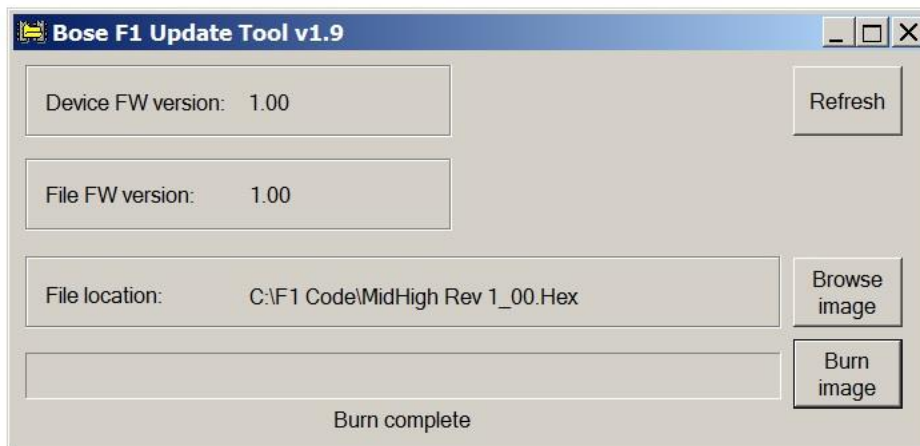 Bose F1 Update Tool v1.9
Device FW version: 1.00
Refresh
File FW version: 1.00
File location: C:\F1 Code\MidHigh Rev 1_00.Hex
Browse
image
Burn
image
Burn complete